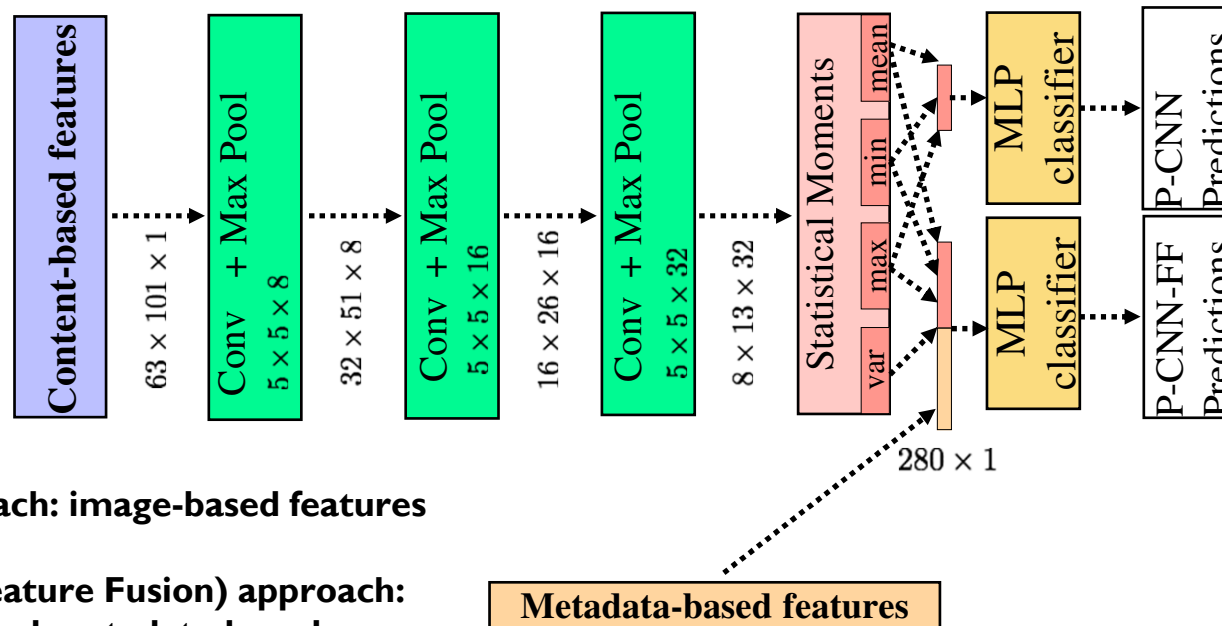 Content-based features
63 × 101 × 1
Conv + Max Pool
5 × 5 × 8
32 × 51 × 8
Conv + Max Pool
5 × 5 × 16
16 × 26 × 16
Conv + Max Pool
5 × 5 × 32
8 × 13 × 32
Statistical Moments
mean
min
max
var
MLP
classifier
P-CNN
Predictions
MLP
classifier
P-CNN-FF
Predictions
280 × 1
ach: image-based features
eature Fusion) approach:
Metadata-based features